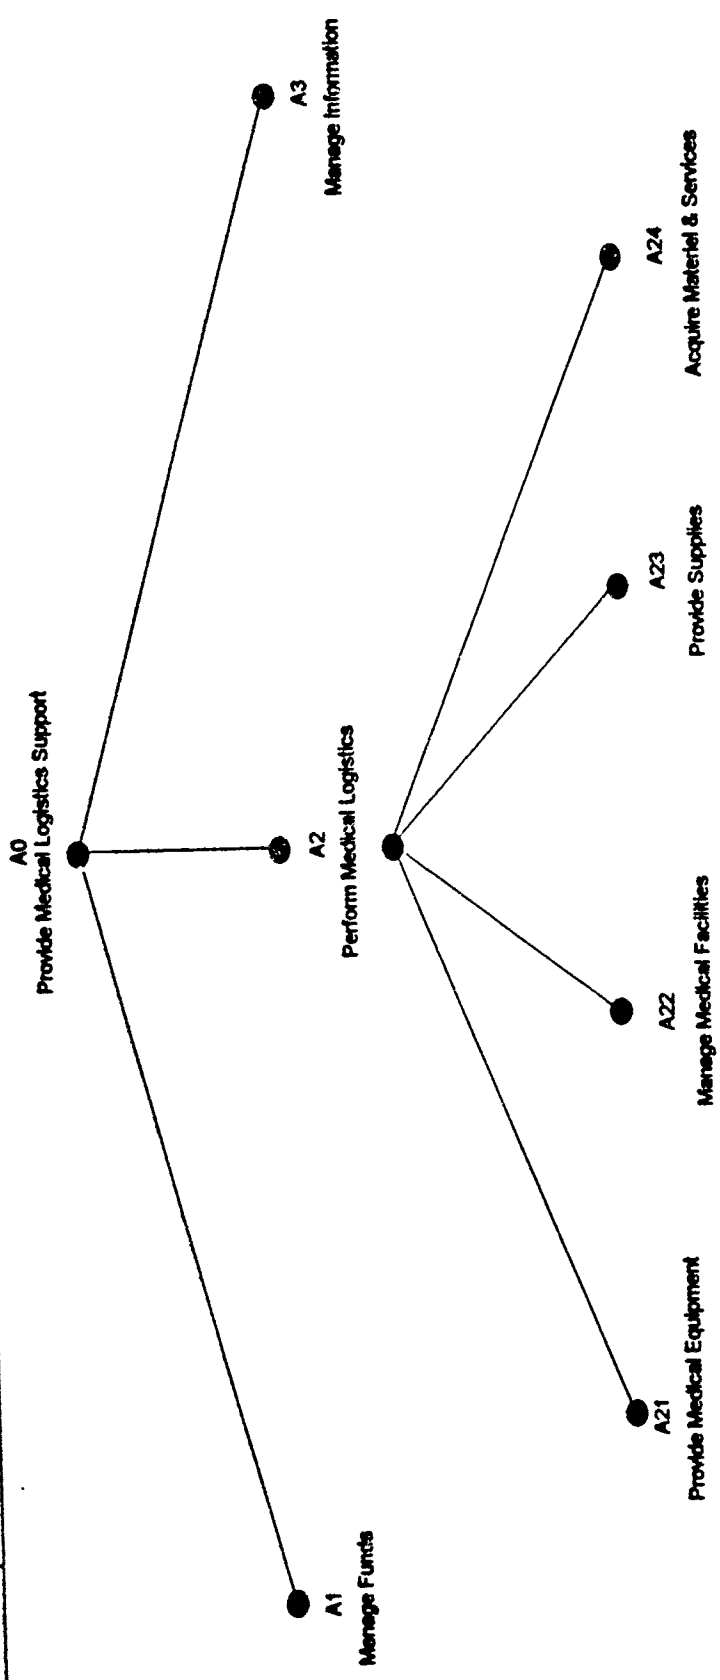 A0
Provide Medical Logistics Support
A1
Manage Funds
A2
Perform Medical Logistics
A3
Manage Information
A21
Provide Medical Equipment
A22
Manage Medical Facilities
A23
Provide Supplies
A24
Acquire Materiel & Services